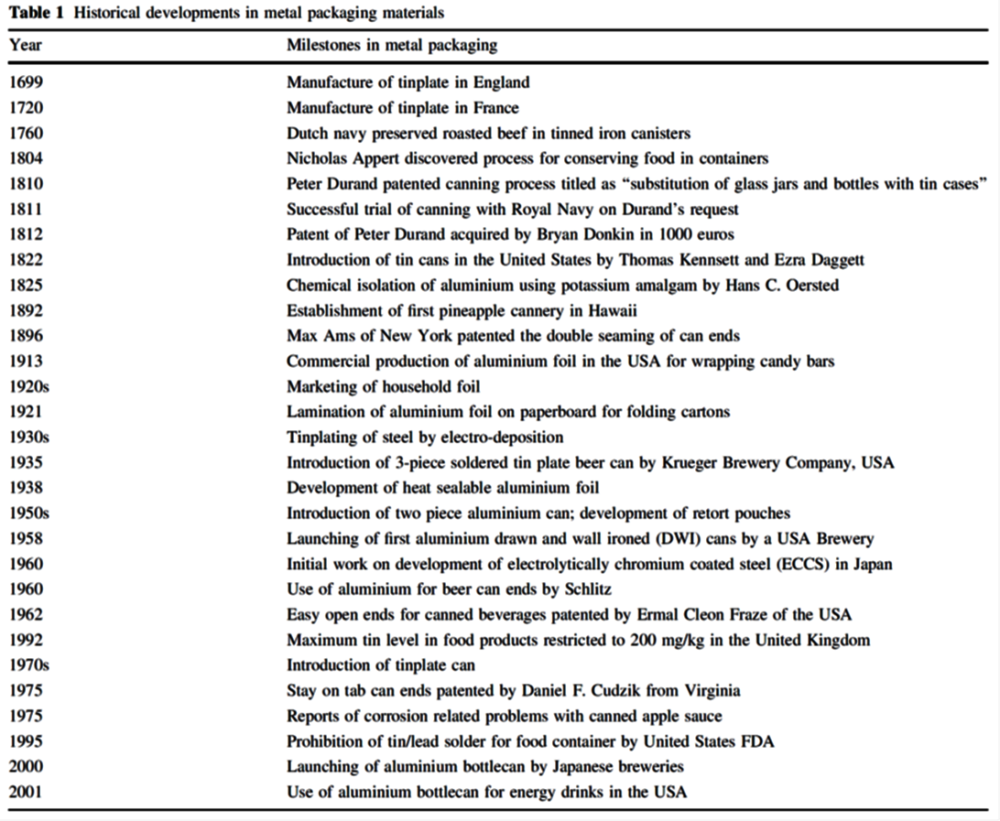 Table 1 Historical developments in metal packaging materials
Year Milestones in metal packaging
1699 Manufacture of tinplate in England
1720 Manufacture of tinplate in France
1760 Dutch navy preserved roasted beef in tinned iron canisters
1804 Nicholas Appert discovered process for conserving food in containers
1810 Peter Durand patented canning process titled as “substitution of glass jars and bottles with tin cases”
1811 Successful trial of canning with Royal Navy on Durand’s request
1812 Patent of Peter Durand acquired by Bryan Donkin in 1000 euros
1822 Introduction of tin cans in the United States by Thomas Kennsett and Ezra Daggett
1825 Chemical isolation of aluminium using potassium amalgam by Hans C. Oersted
1892 Establishment of first pineapple cannery in Hawaii
1896 Max Ams of New York patented the double seaming of can ends
1913 Commercial production of aluminium foil in the USA for wrapping candy bars
1920s Marketing of household foil
1921 Lamination of aluminium foil on paperboard for folding cartons
1930s Tinplating of steel by electro-deposition
1935 Introduction of 3-piece soldered tin plate beer can by Krueger Brewery Company, USA
1938 Development of heat sealable aluminium foil
1950s Introduction of two piece aluminium can; development of retort pouches
1958 Launching of first aluminium drawn and wall ironed (DWI) cans by a USA Brewery
1960 Initial work on development of electrolytically chromium coated steel (ECCS) in Japan
1960 Use of aluminium for beer can ends by Schlitz
1962 Easy open ends for canned beverages patented by Ermal Cleon Fraze of the USA
1992 Maximum tin level in food products restricted to 200 mg/kg in the United Kingdom
1970s Introduction of tinplate can
1975 Stay on tab can ends patented by Daniel F. Cudzik from Virginia
1975 Reports of corrosion related problems with canned apple sauce
1995 Prohibition of tin/lead solder for food container by United States FDA
2000 Launching of aluminium bottlecan by Japanese breweries
2001 Use of aluminium bottlecan for energy drinks in the USA